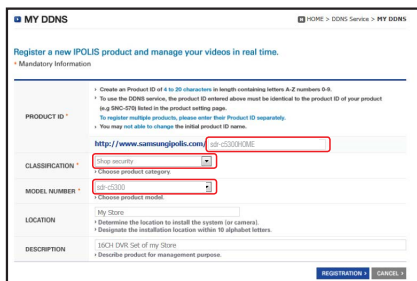 MY DDNS
HOME > DDNS Service > MY DDNS
Register a new IPOLIS product and manage your videos in real time.
* Mandatory Information
PRODUCT ID *
Create an Product ID of 4 to 20 characters in length containing letters A-Z numbers 0-9.
To use the DDNS service, the product ID entered above must be identical to the product ID of your product
(e.g SNC-570) listed in the product setting page.
To register multiple products, please enter their Product ID separately.
You may not able to change the initial product ID name.
http://www.samsungipolis.com/ sdr-c5300HOME
CLASSIFICATION *
Shop security
Choose product category.
MODEL NUMBER *
sdr-c5300
Choose product model.
LOCATION
My Store
Determine the location to install the system (or camera).
Designate the installation location within 10 alphabet letters.
DESCRIPTION
16CH DVR Set of my Store
Describe product for management purpose.
REGISTRATION
CANCEL